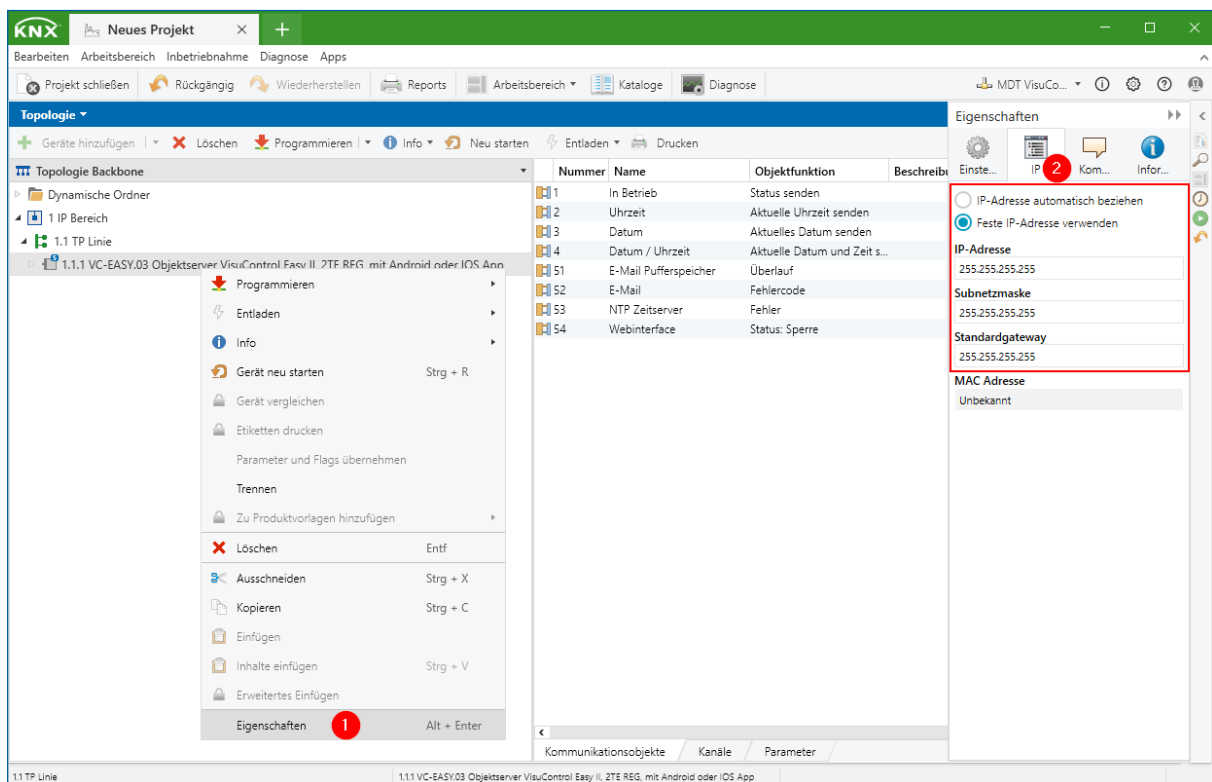 KNX Neues Projekt
Bearbeiten Arbeitsbereich Inbetriebnahme Diagnose Apps
Projekt schließen Rückgängig Wiederherstellen Reports Arbeitsbereich Kataloge Diagnose MDT VisuCo...
Topologie
Geräte hinzufügen Löschen Programmieren Info Neu starten Entladen Drucken
Topologie Backbone
Dynamische Ordner
1 IP Bereich
1.1 TP Linie
1.1.1 VC-EASY.03 Objektserver VisuControl Easy II, 2TE REG, mit Android oder IOS App
Programmieren
Entladen
Info
Gerät neu starten Strg + R
Gerät vergleichen
Etiketten drucken
Parameter und Flags übernehmen
Trennen
Zu Produktvorlagen hinzufügen
Löschen Entf
Ausschneiden Strg + X
Kopieren Strg + C
Einfügen
Inhalte einfügen Strg + V
Erweitertes Einfügen
Eigenschaften 1 Alt + Enter
Nummer Name Objektfunktion Beschreibu
1 In Betrieb Status senden
2 Uhrzeit Aktuelle Uhrzeit senden
3 Datum Aktuelles Datum senden
4 Datum / Uhrzeit Aktuelle Datum und Zeit s...
51 E-Mail Pufferspeicher Überlauf
52 E-Mail Fehlercode
53 NTP Zeitserver Fehler
54 Webinterface Status: Sperre
Kommunikationsobjekte Kanäle Parameter
Eigenschaften
Einste... IP 2 Kom... Infor...
IP-Adresse automatisch beziehen
Feste IP-Adresse verwenden
IP-Adresse
255.255.255.255
Subnetzmaske
255.255.255.255
Standardgateway
255.255.255.255
MAC Adresse
Unbekannt
1.1 TP Linie 1.1.1 VC-EASY.03 Objektserver VisuControl Easy II, 2TE REG, mit Android oder IOS App